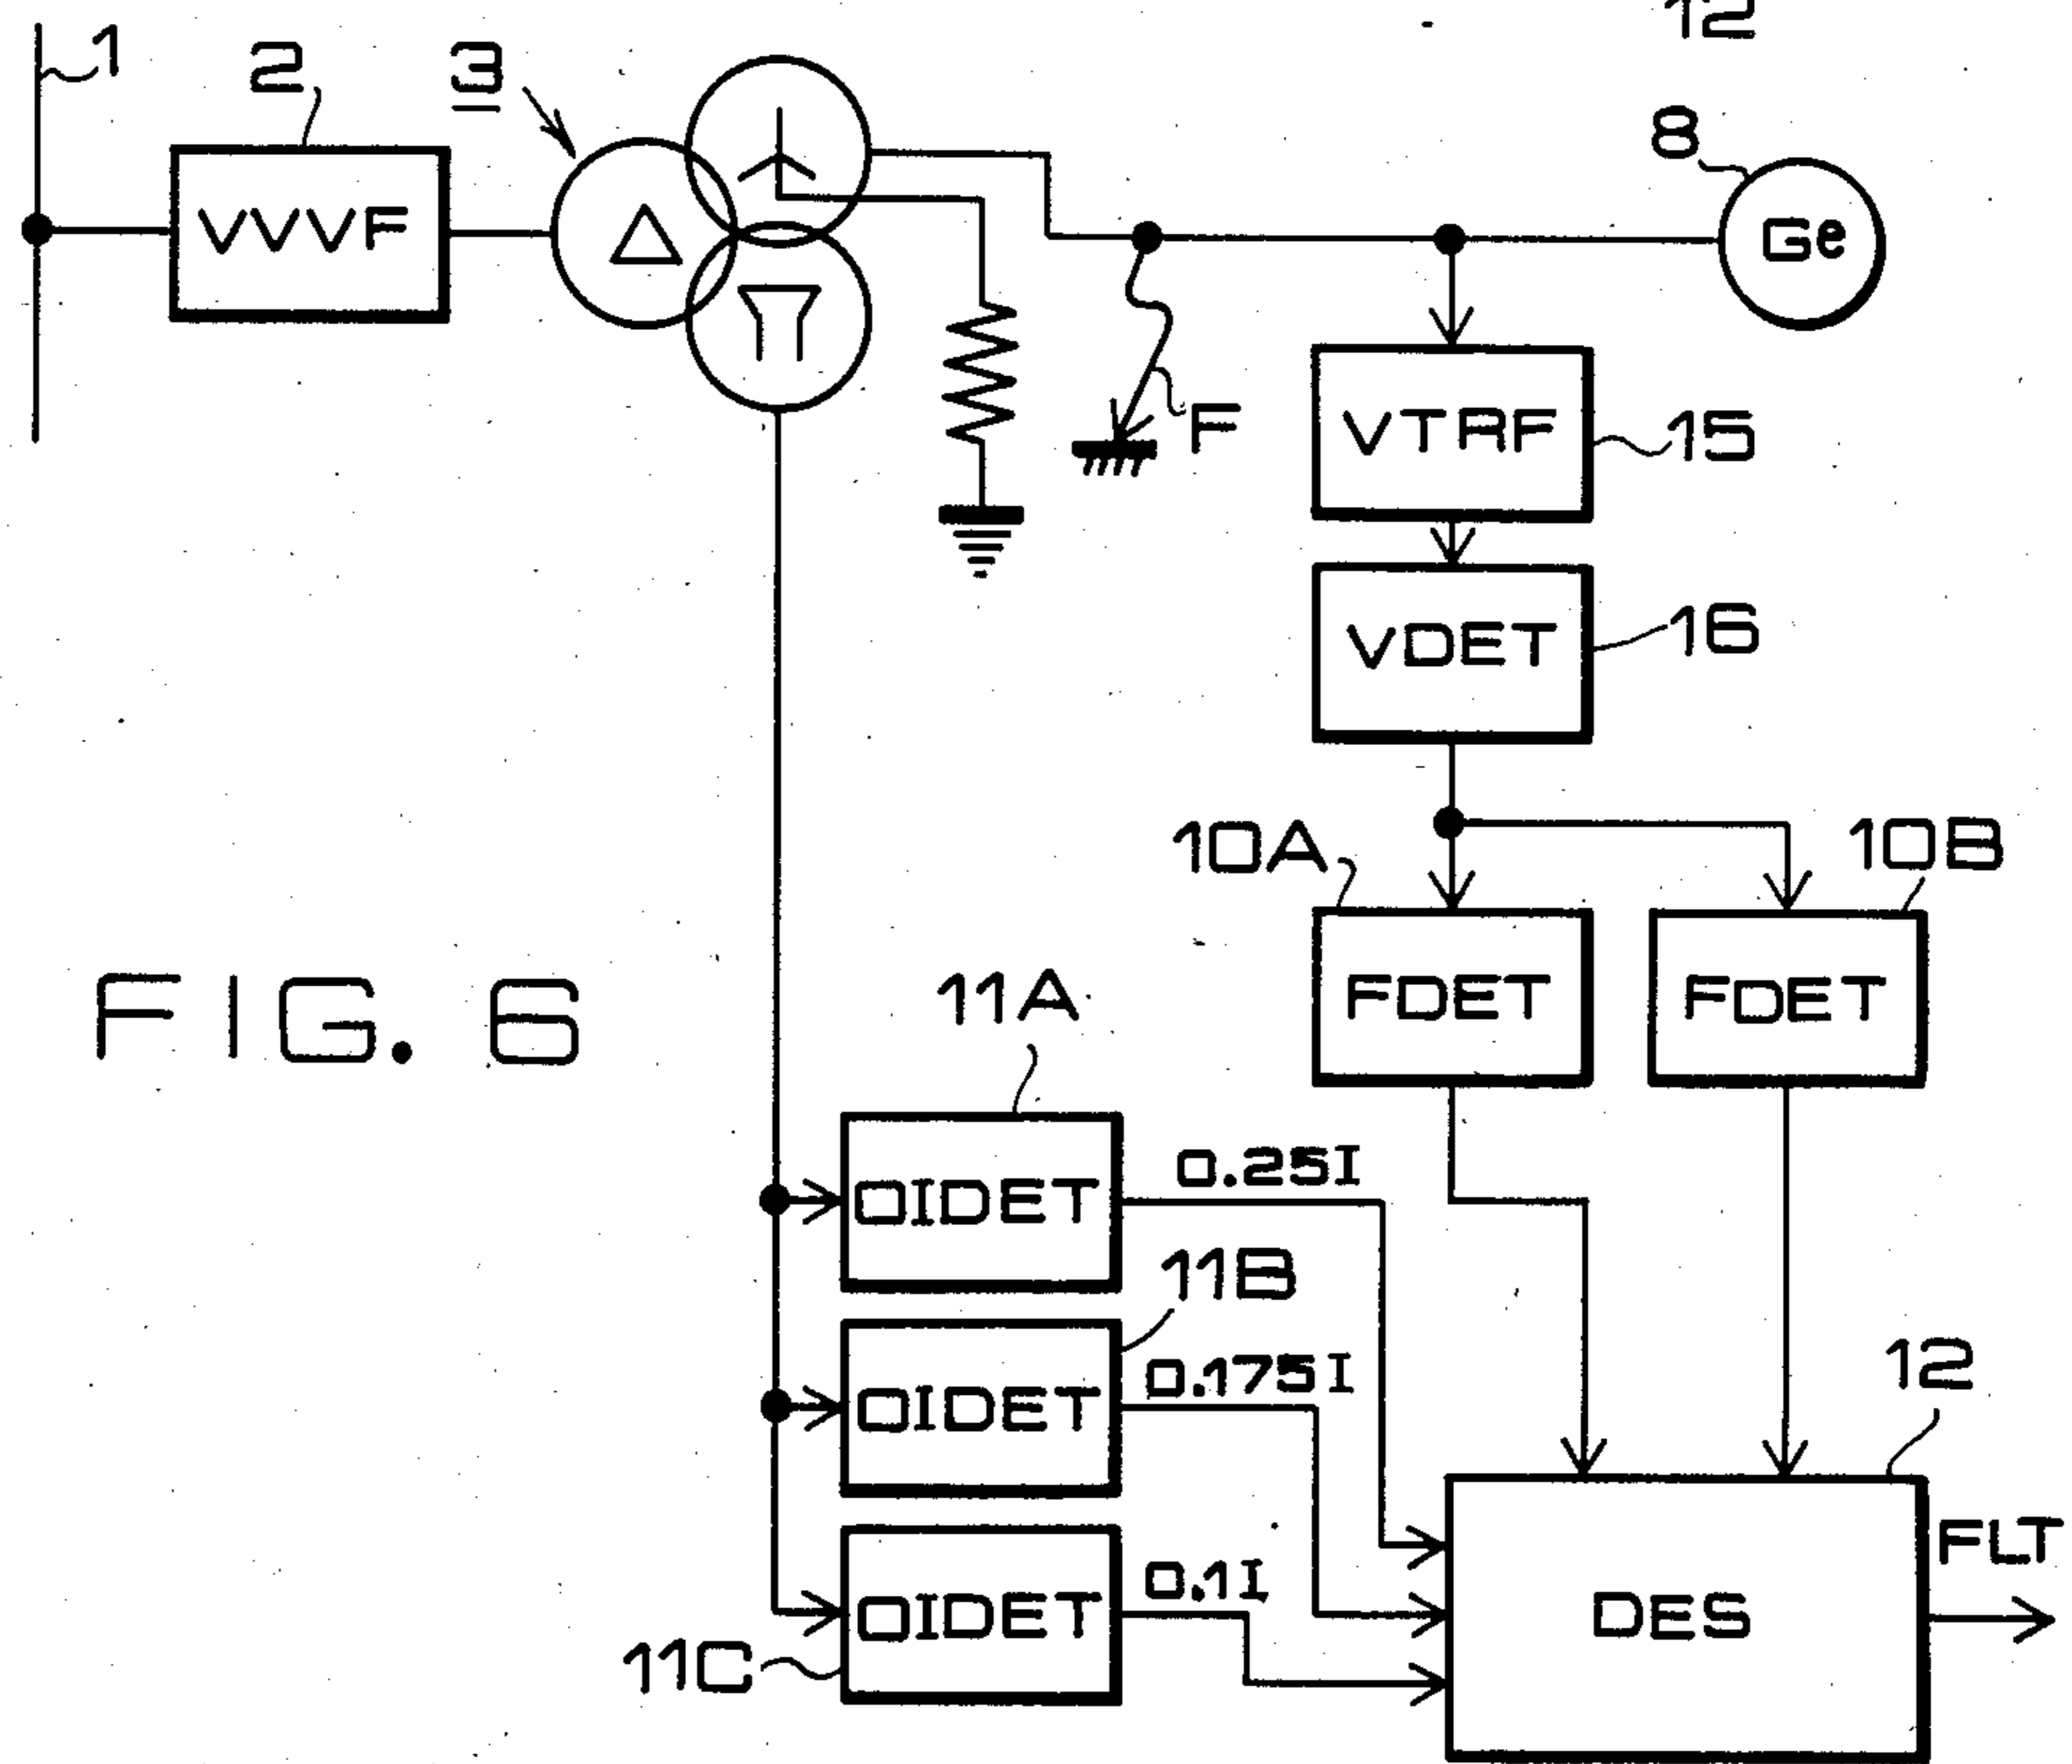 12
1
2
3
8
VVVF
Ge
F
VTRF
15
VDET
16
10A
10B
FDET
FDET
FIG. 6
11A
OIDET
0.25I
11B
OIDET
0.175I
12
11C
OIDET
0.1I
DES
FLT